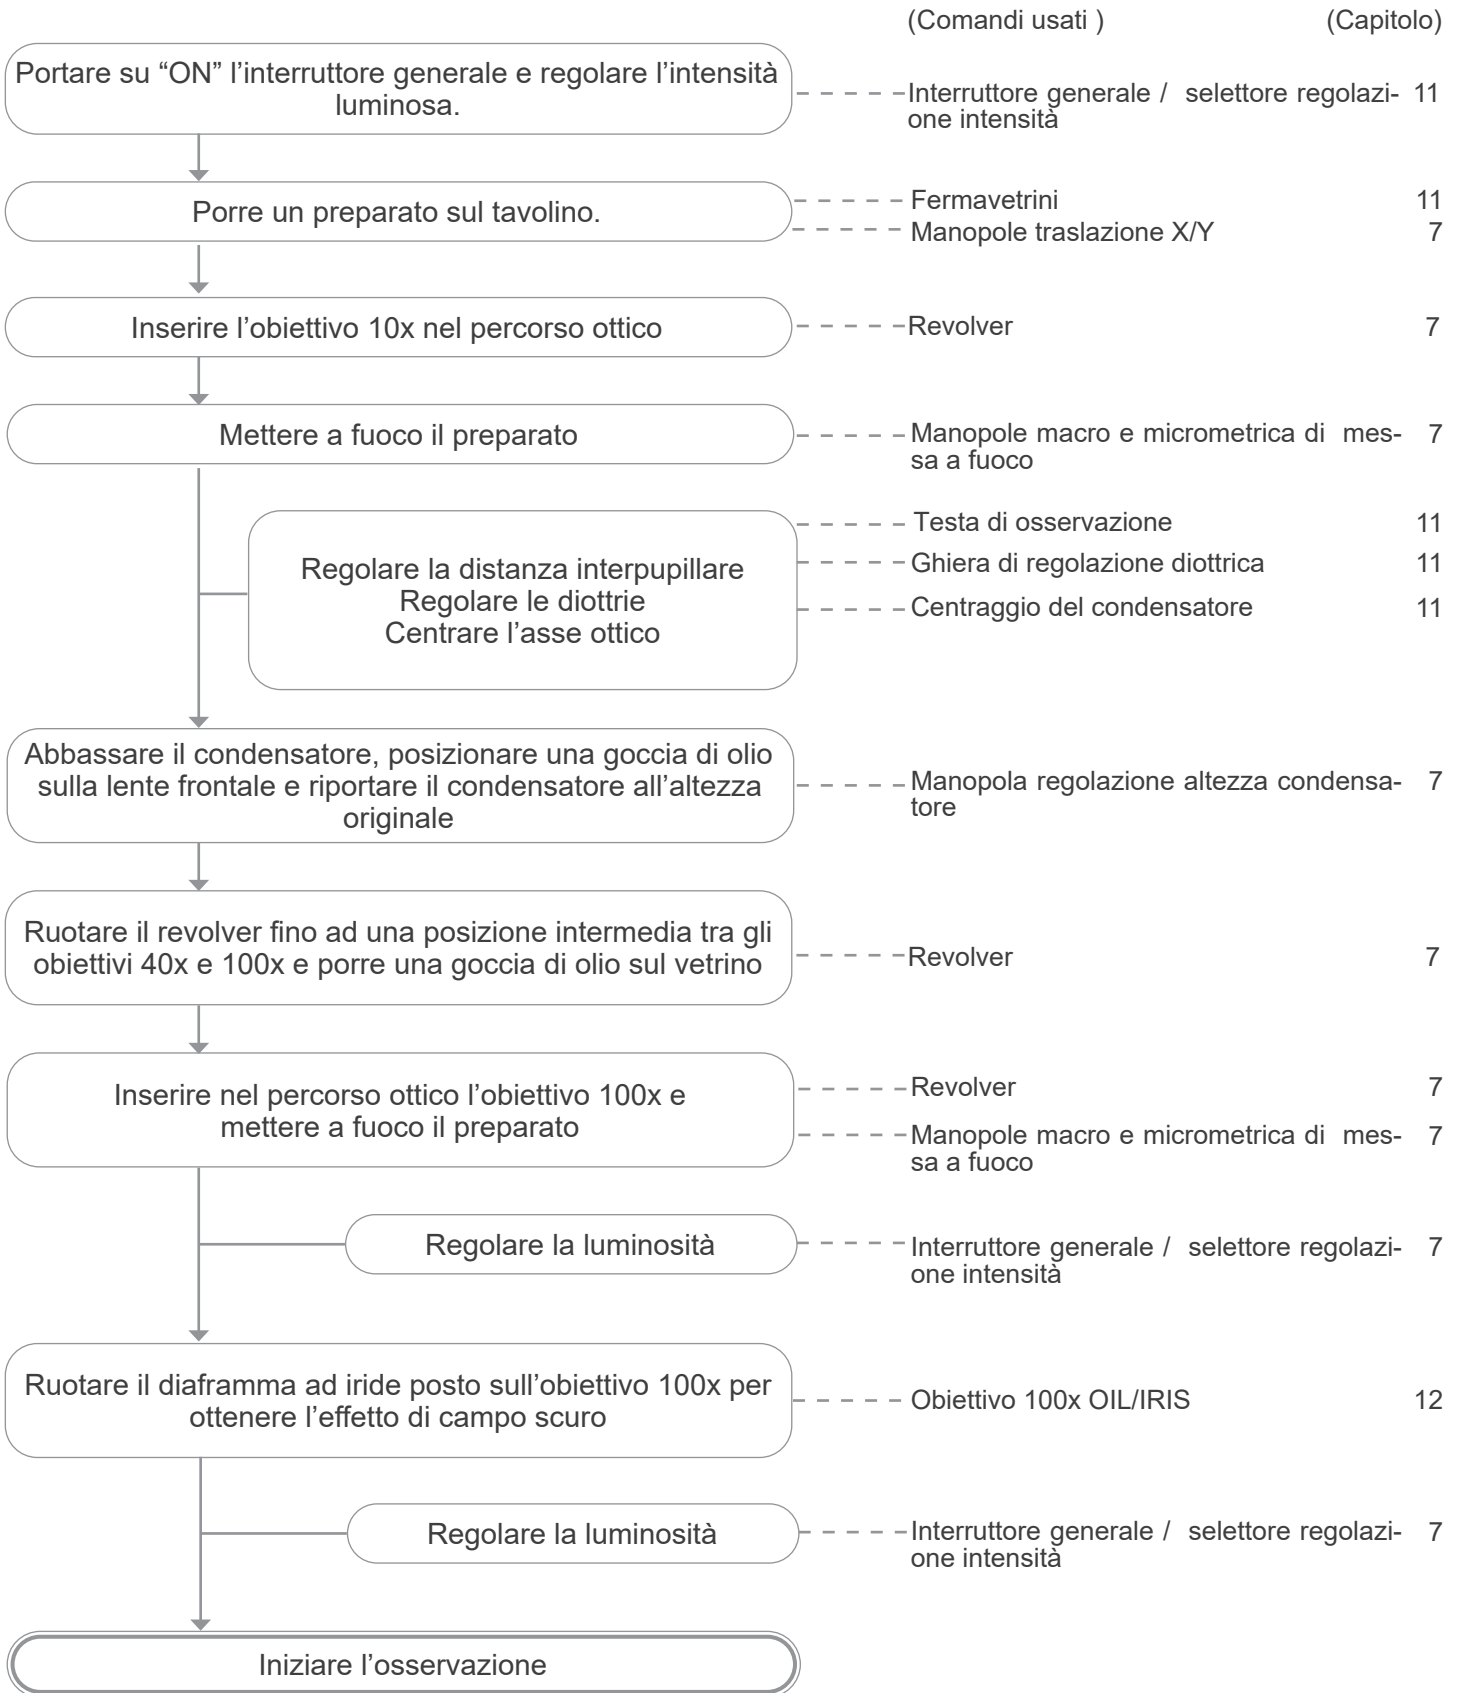 (Comandi usati ) (Capitolo)
Portare su “ON” l’interruttore generale e regolare l’intensità
luminosa.
Interruttore generale / selettore regolazi- 11
one intensità
Porre un preparato sul tavolino.
Fermavetrini 11
Manopole traslazione X/Y 7
Inserire l’obiettivo 10x nel percorso ottico
Revolver 7
Mettere a fuoco il preparato
Manopole macro e micrometrica di mes- 7
sa a fuoco
Regolare la distanza interpupillare
Regolare le diottrie
Centrare l’asse ottico
Testa di osservazione 11
Ghiera di regolazione diottrica 11
Centraggio del condensatore 11
Abbassare il condensatore, posizionare una goccia di olio
sulla lente frontale e riportare il condensatore all’altezza
originale
Manopola regolazione altezza condensa- 7
tore
Ruotare il revolver fino ad una posizione intermedia tra gli
obiettivi 40x e 100x e porre una goccia di olio sul vetrino
Revolver 7
Inserire nel percorso ottico l’obiettivo 100x e
mettere a fuoco il preparato
Revolver 7
Manopole macro e micrometrica di mes- 7
sa a fuoco
Regolare la luminosità
Interruttore generale / selettore regolazi- 7
one intensità
Ruotare il diaframma ad iride posto sull’obiettivo 100x per
ottenere l’effetto di campo scuro
Obiettivo 100x OIL/IRIS 12
Regolare la luminosità
Interruttore generale / selettore regolazi- 7
one intensità
Iniziare l’osservazione